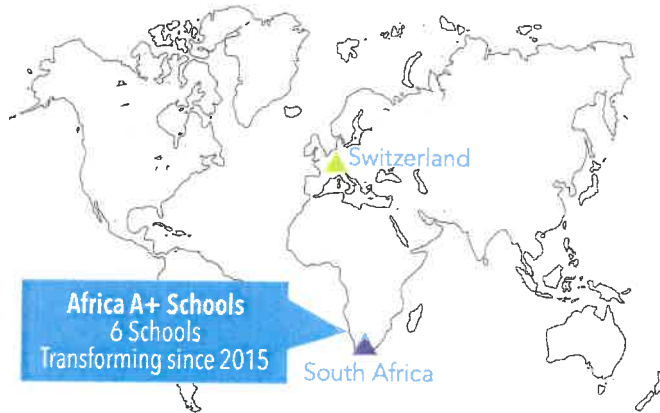 Switzerland
Africa A+ Schools
6 Schools
Transforming since 2015
South Africa